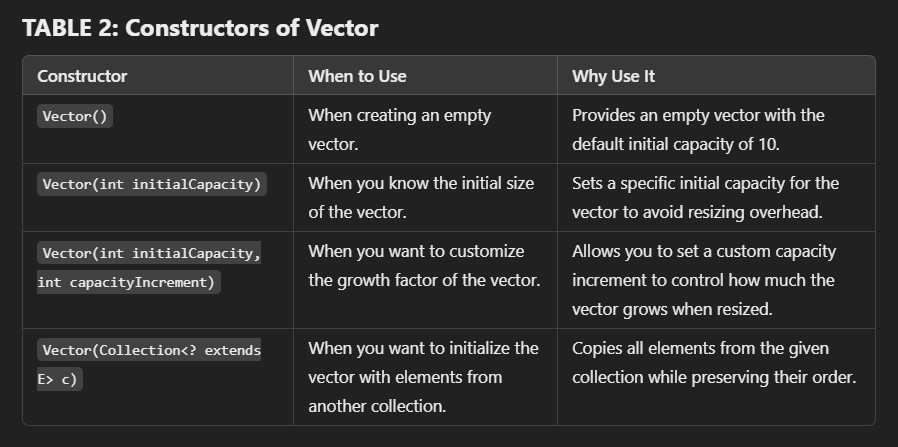 TABLE 2: Constructors of Vector
Constructor
When to Use
Why Use It
Vector()
When creating an empty
vector.
Provides an empty vector with the
default initial capacity of 10.
Vector(int initialCapacity)
When you know the initial size
of the vector.
Sets a specific initial capacity for the
vector to avoid resizing overhead.
Vector(int initialCapacity,
int capacityIncrement)
When you want to customize
the growth factor of the vector.
Allows you to set a custom capacity
increment to control how much the
vector grows when resized.
Vector(Collection<? extends
E> c)
When you want to initialize the
vector with elements from
another collection.
Copies all elements from the given
collection while preserving their order.